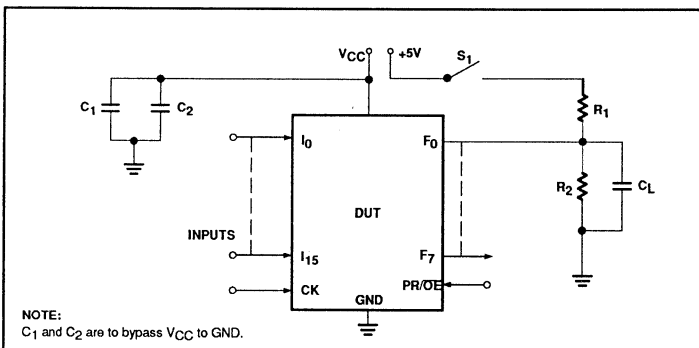 VCC +5V S1
C1 C2 R1
I0 F0
R2 CL
DUT
INPUTS
I15 F7
CK PR/OE
GND
NOTE:
C1 and C2 are to bypass VCC to GND.